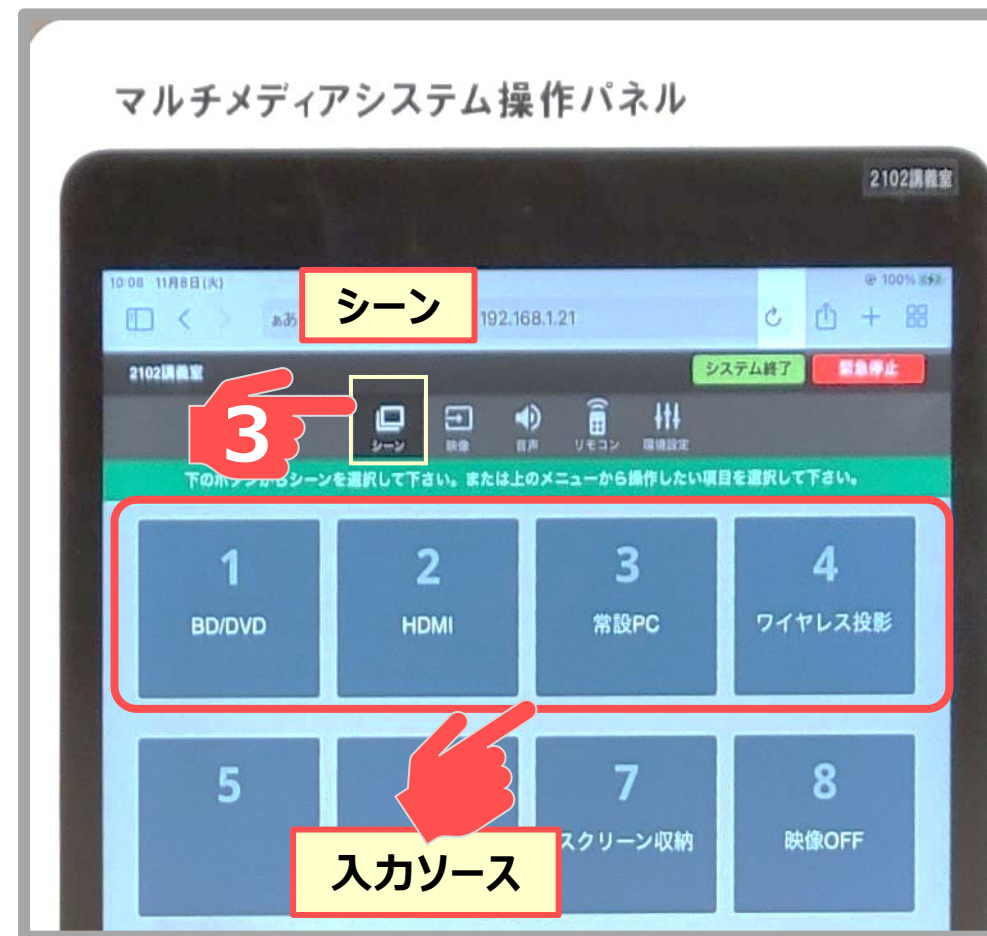 マルチメディアシステム操作パネル
2102講義室
10:08 11月8日(火) 100%
シーン
ああ 192.168.1.21
2102講義室 システム終了 緊急停止
3
シーン 映像 音声 リモコン 環境設定
下のボタンからシーンを選択して下さい。または上のメニューから操作したい項目を選択して下さい。
1 2 3 4
BD/DVD HDMI 常設PC ワイヤレス投影
5 7 8
スクリーン収納 映像OFF
入力ソース